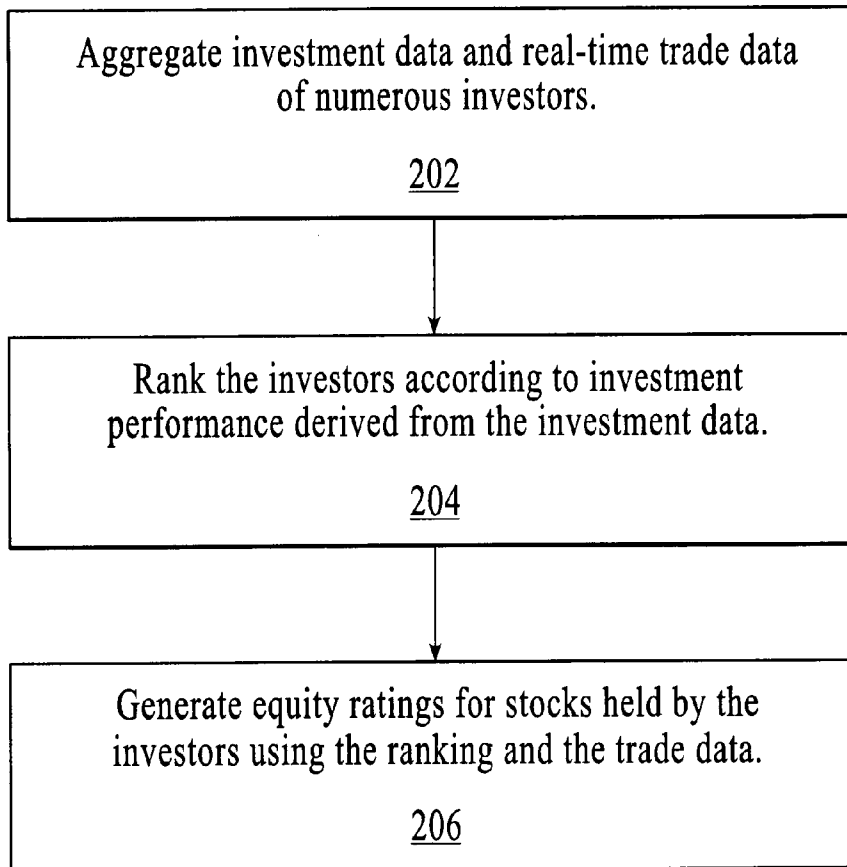 Aggregate investment data and real-time trade data
of numerous investors.
202
Rank the investors according to investment
performance derived from the investment data.
204
Generate equity ratings for stocks held by the
investors using the ranking and the trade data.
206